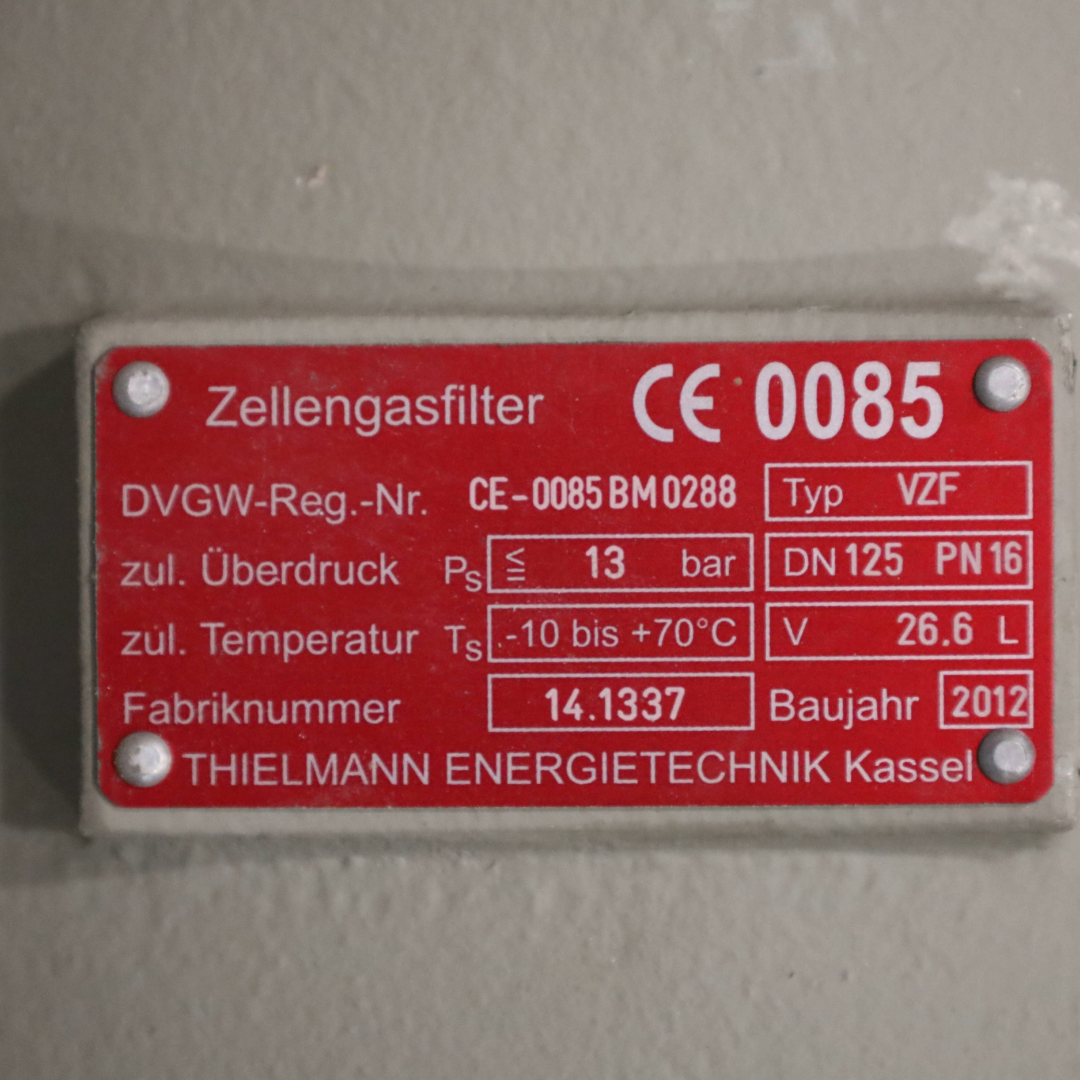 Zellengasfilter CE 0085
DVGW-Reg.-Nr. CE-0085 BM 0288 Typ VZF
zul. Überdruck PS ≤ 13 bar DN 125 PN 16
zul. Temperatur TS -10 bis +70°C V 26.6 L
Fabriknummer 14.1337 Baujahr 2012
THIELMANN ENERGIETECHNIK Kassel